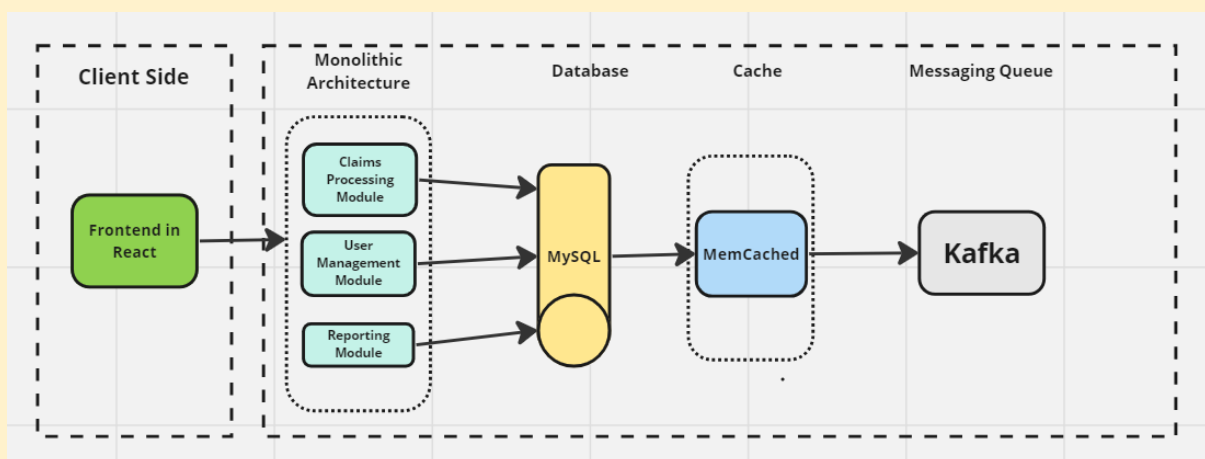 Client Side
Monolithic
Architecture
Database
Cache
Messaging Queue
Frontend in
React
Claims
Processing
Module
User
Management
Module
Reporting
Module
MySQL
MemCached
Kafka